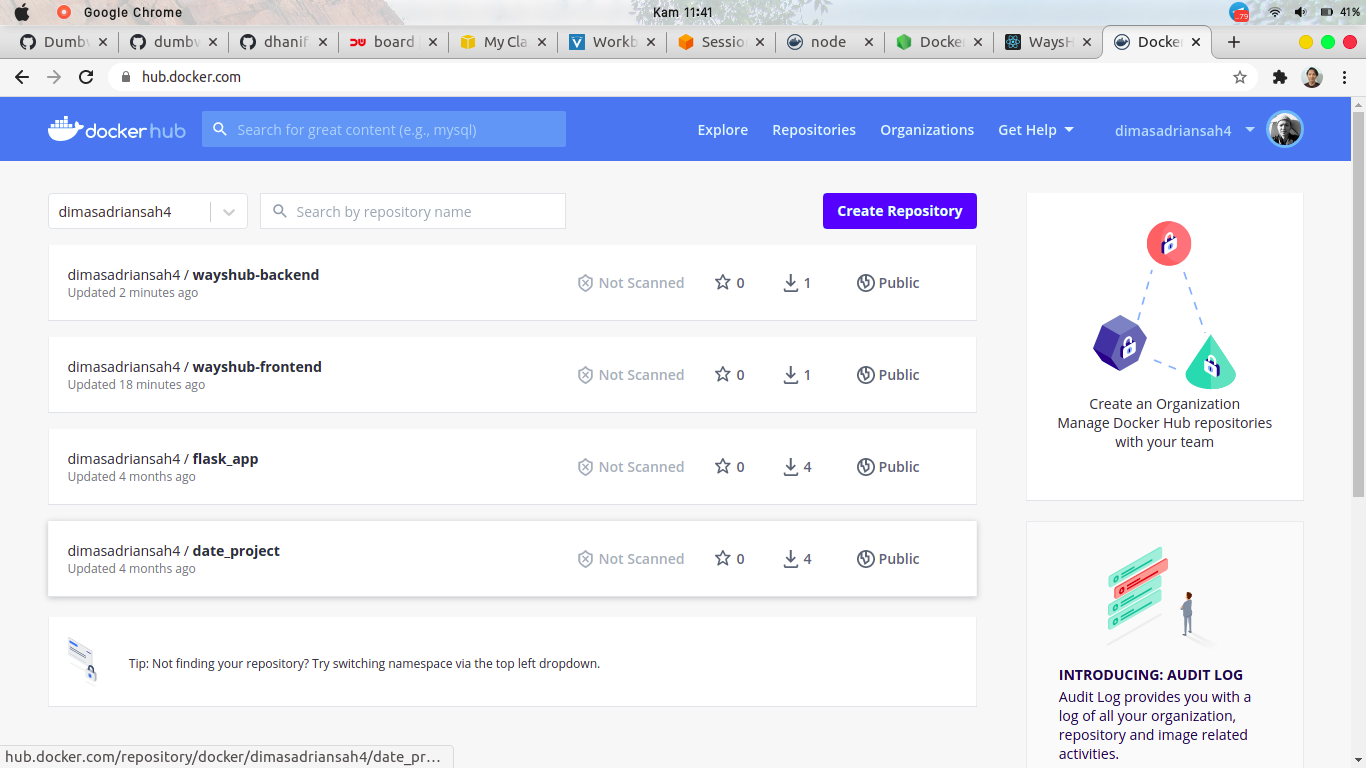 Google Chrome
Kam 11:41
79
41%
Dumbw
dumbw
dhanif
board
My Cla
Workb
Sessio
node
Docke
WaysH
Docke
hub.docker.com
dockerhub
Search for great content (e.g., mysql)
Explore
Repositories
Organizations
Get Help
dimasadriansah4
dimasadriansah4
Search by repository name
Create Repository
dimasadriansah4 / wayshub-backend
Updated 2 minutes ago
Not Scanned
0
1
Public
dimasadriansah4 / wayshub-frontend
Updated 18 minutes ago
Not Scanned
0
1
Public
dimasadriansah4 / flask_app
Updated 4 months ago
Not Scanned
0
4
Public
dimasadriansah4 / date_project
Updated 4 months ago
Not Scanned
0
4
Public
Tip: Not finding your repository? Try switching namespace via the top left dropdown.
Create an Organization
Manage Docker Hub repositories
with your team
INTRODUCING: AUDIT LOG
Audit Log provides you with a
log of all your organization,
repository and image related
activities.
hub.docker.com/repository/docker/dimasadriansah4/date_pr...